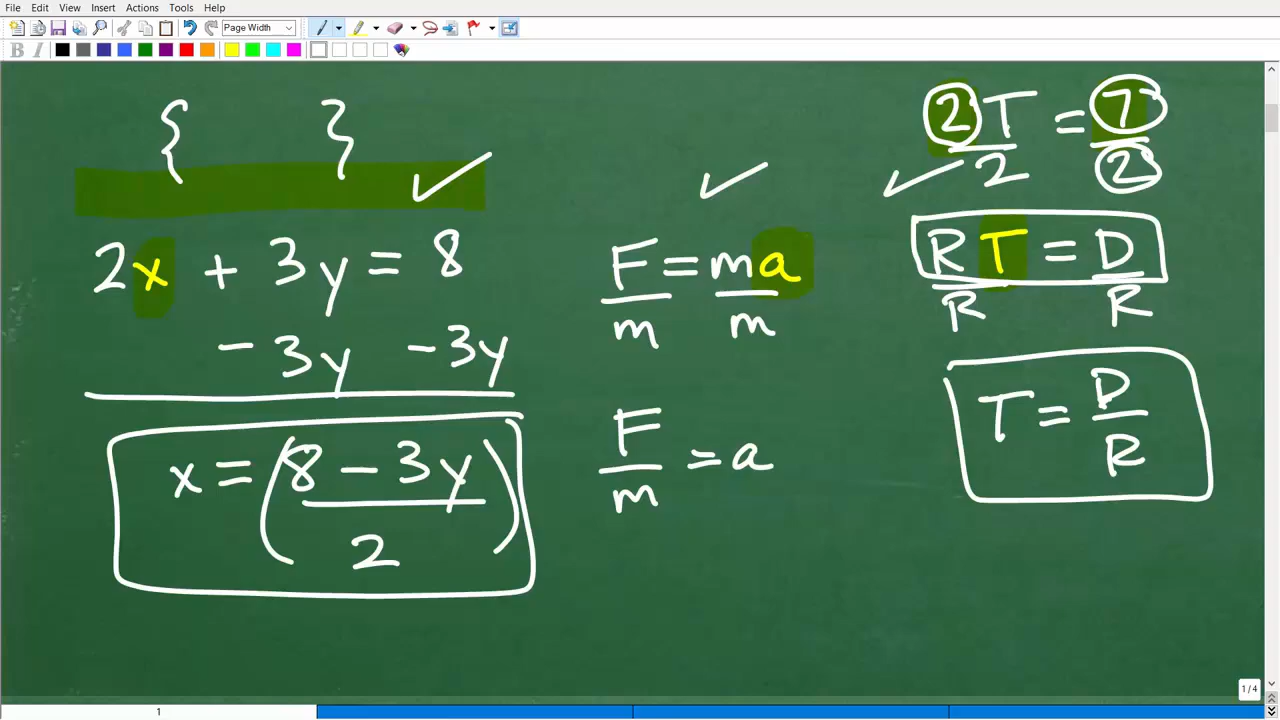 File Edit View Insert Actions Tools Help
Page Width
B I
{ }
2x + 3y = 8
- 3y - 3y
x = (8 - 3y / 2)
F = ma
m m
F/m = a
2T = 7
2 2
RT = D
R R
T = D/R
1/4
1